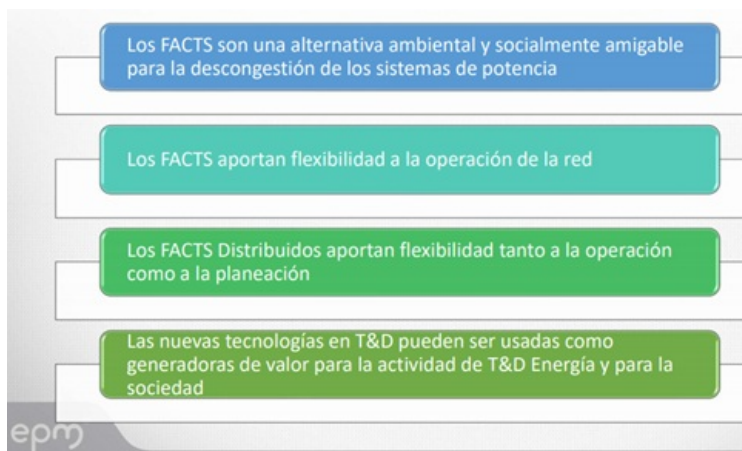 Los FACTS son una alternativa ambiental y socialmente amigable
para la descongestión de los sistemas de potencia
Los FACTS aportan flexibilidad a la operación de la red
Los FACTS Distribuidos aportan flexibilidad tanto a la operación
como a la planeación
Las nuevas tecnologías en T&D pueden ser usadas como
generadoras de valor para la actividad de T&D Energía y para la
sociedad
epm